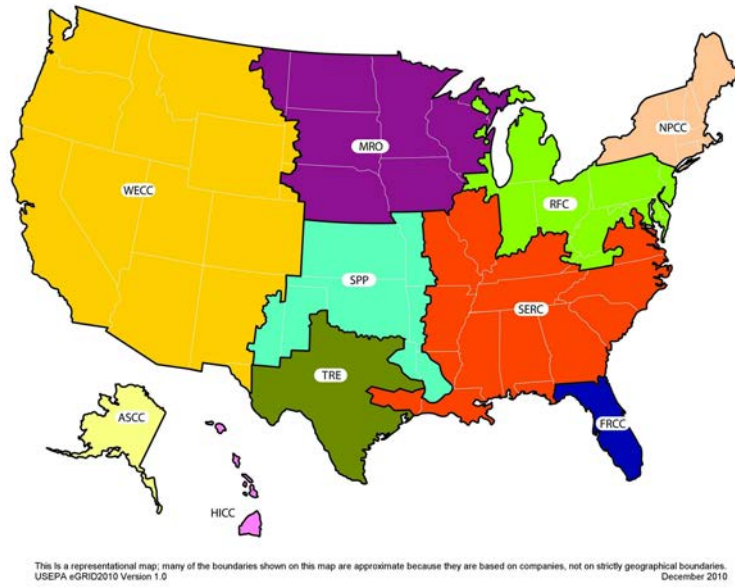 NPCC
MRO
WECC
RFC
SPP
SERC
TRE
ASCC
FRCC
HICC
This Is a representational map; many of the boundaries shown on this map are approximate because they are based on companies, not on strictly geographical boundaries.
USEPA eGRID2010 Version 1.0
December 2010